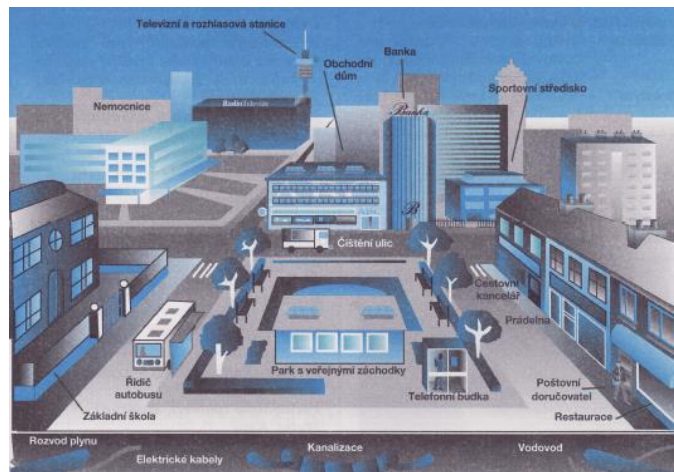 Televizní a rozhlasová stanice
Banka
Obchodní
dům
Sportovní středisko
Nemocnice
Banka
B
Čištění ulic
Cestovní
kancelář
Prádelna
Park s veřejnými záchodky
Řidič
autobusu
Telefonní budka
Poštovní
doručovatel
Základní škola
Restaurace
Rozvod plynu
Kanalizace
Vodovod
Elektrické kabely